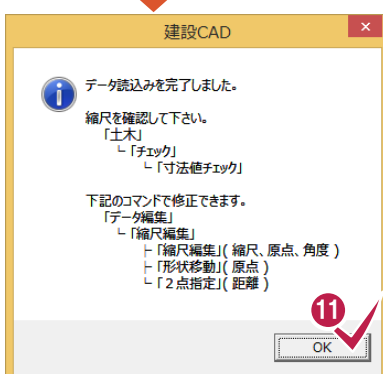 建設CAD
データ読込みを完了しました。
縮尺を確認して下さい。
「土木」
└「チェック」
└「寸法値チェック」
下記のコマンドで修正できます。
「データ編集」
└「縮尺編集」
├「縮尺編集」( 縮尺、原点、角度 )
├「形状移動」( 原点 )
└「２点指定」( 距離 )
11
OK